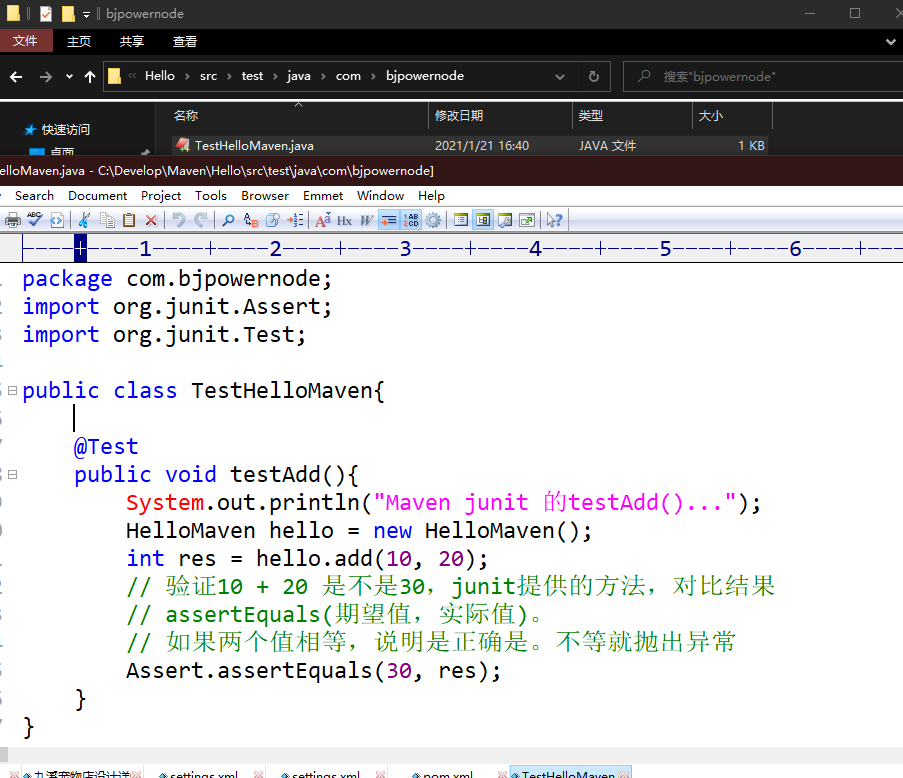 bjpowernode
文件 主页 共享 查看
Hello › src › test › java › com › bjpowernode 搜索"bjpowernode"
名称 修改日期 类型 大小
快速访问
桌面
TestHelloMaven.java 2021/1/21 16:40 JAVA 文件 1 KB
elloMaven.java - C:\Develop\Maven\Hello\src\test\java\com\bjpowernode]
Search Document Project Tools Browser Emmet Window Help
----+----1----+----2----+----3----+----4----+----5----+----6----+---
package com.bjpowernode;
import org.junit.Assert;
import org.junit.Test;
public class TestHelloMaven{
@Test
public void testAdd(){
System.out.println("Maven junit 的testAdd()...");
HelloMaven hello = new HelloMaven();
int res = hello.add(10, 20);
// 验证10 + 20 是不是30，junit提供的方法，对比结果
// assertEquals(期望值，实际值)。
// 如果两个值相等，说明是正确是。不等就抛出异常
Assert.assertEquals(30, res);
}
}
settings.xml settings.xml pom.xml TestHelloMaven